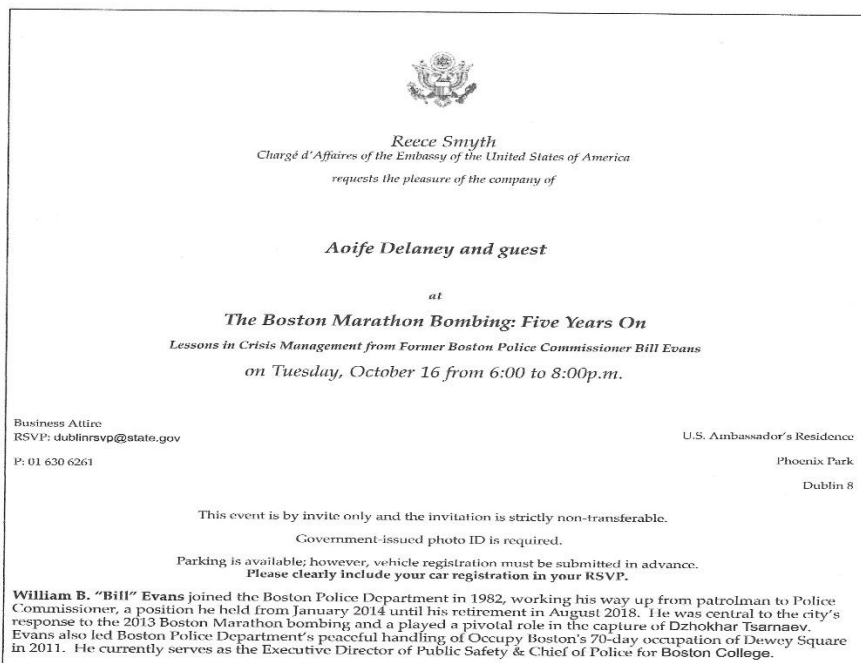 Reece Smyth
Chargé d'Affaires of the Embassy of the United States of America
requests the pleasure of the company of
Aoife Delaney and guest
at
The Boston Marathon Bombing: Five Years On
Lessons in Crisis Management from Former Boston Police Commissioner Bill Evans
on Tuesday, October 16 from 6:00 to 8:00p.m.
Business Attire
RSVP: dublinrsvp@state.gov
P: 01 630 6261
U.S. Ambassador's Residence
Phoenix Park
Dublin 8
This event is by invite only and the invitation is strictly non-transferable.
Government-issued photo ID is required.
Parking is available; however, vehicle registration must be submitted in advance.
Please clearly include your car registration in your RSVP.
William B. "Bill" Evans joined the Boston Police Department in 1982, working his way up from patrolman to Police
Commissioner, a position he held from January 2014 until his retirement in August 2018. He was central to the city's
response to the 2013 Boston Marathon bombing and a played a pivotal role in the capture of Dzhokhar Tsarnaev.
Evans also led Boston Police Department's peaceful handling of Occupy Boston's 70-day occupation of Dewey Square
in 2011. He currently serves as the Executive Director of Public Safety & Chief of Police for Boston College.